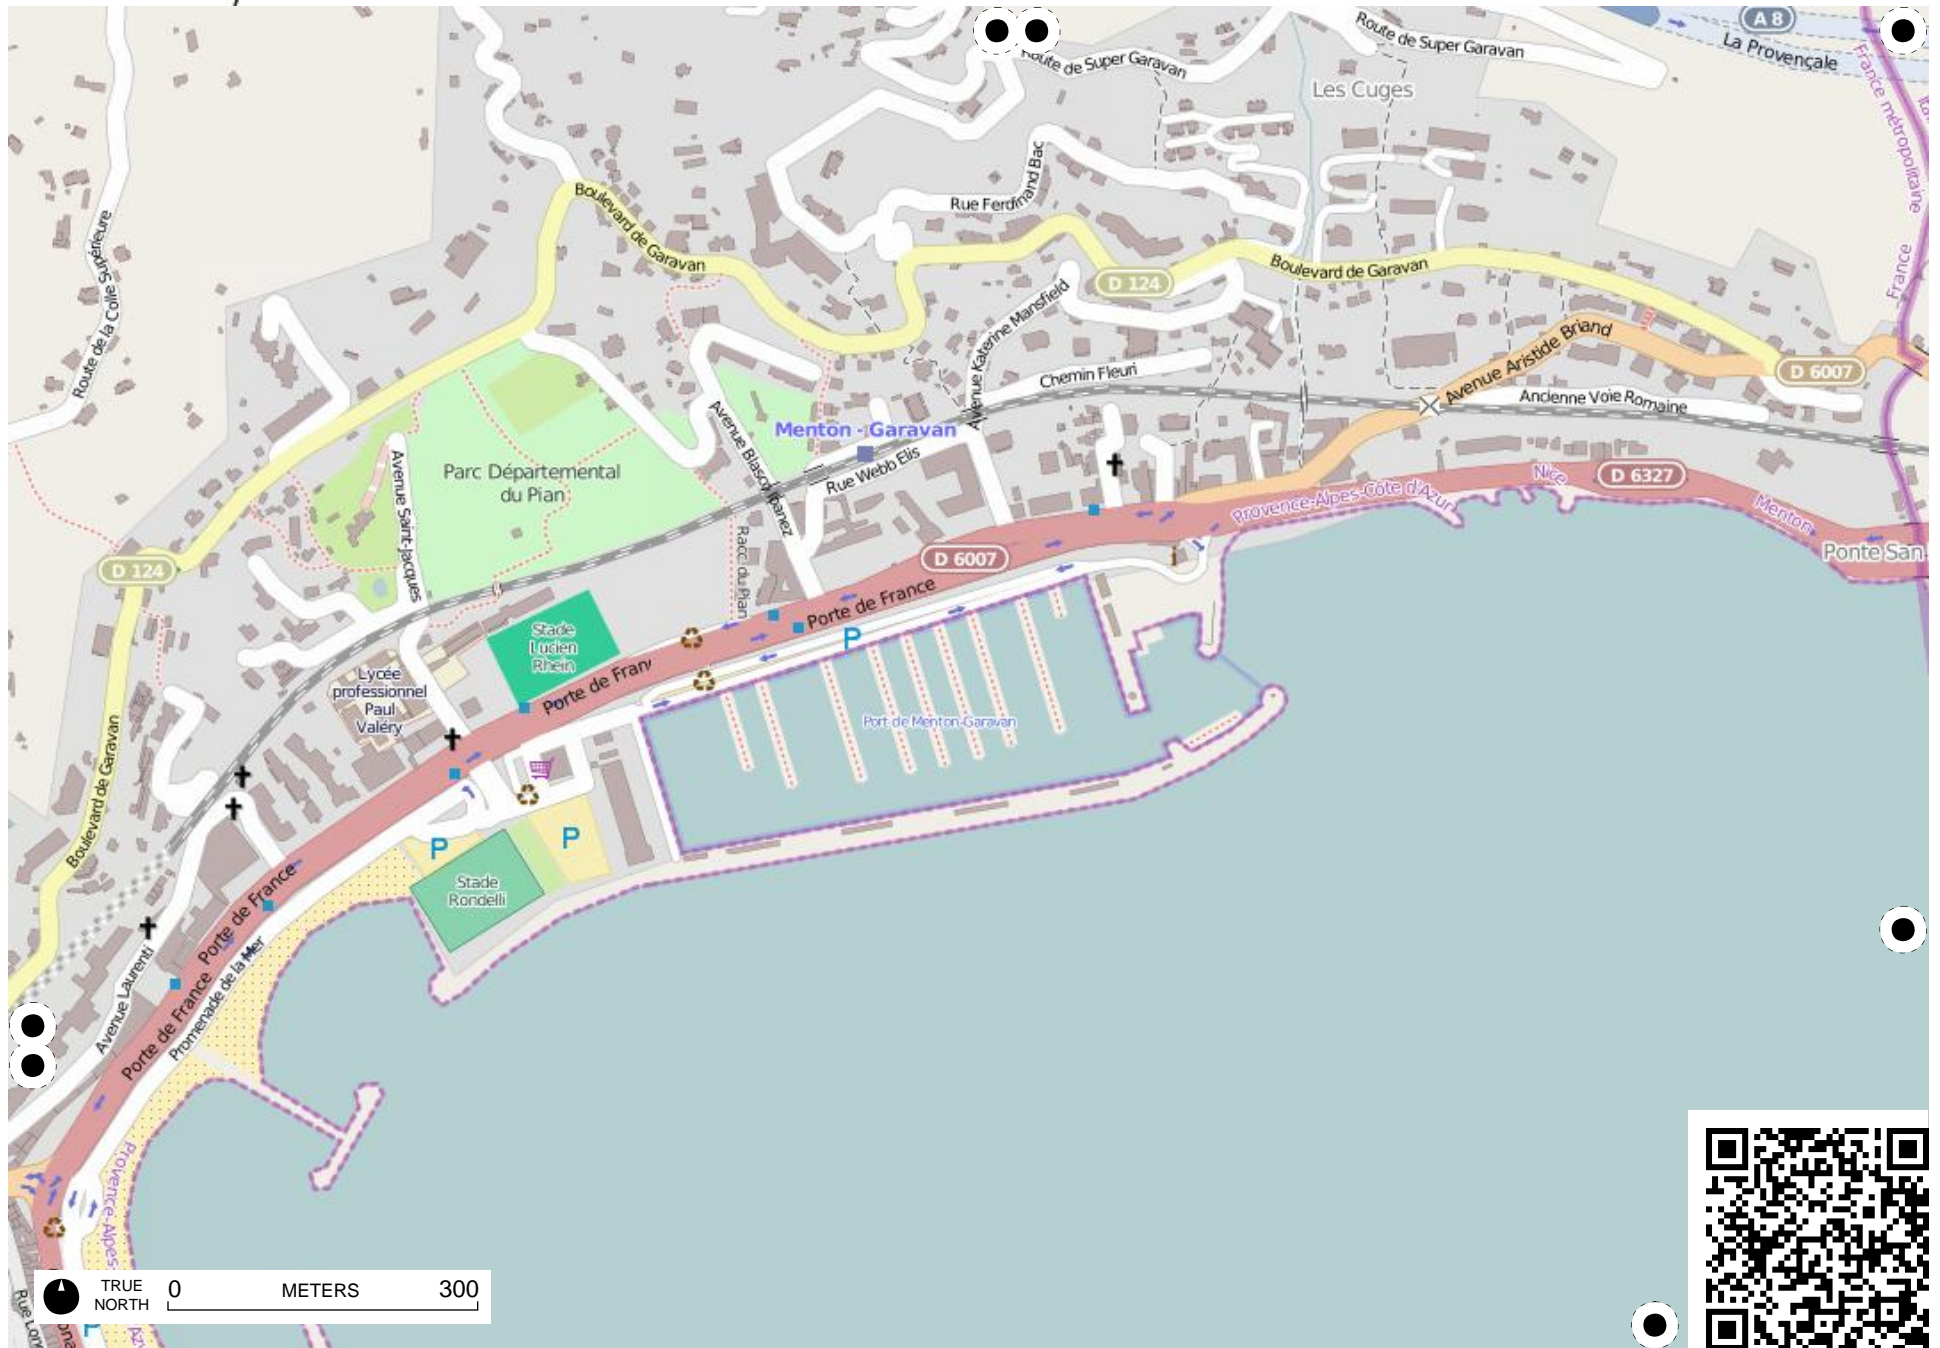 Route de Super Garavan
A 8
La Provençale
Route de Super Garavan
Les Cuges
France métropolitaine
France
Rue Ferdinand Bac
Boulevard de Garavan
Route de la Colle Supérieure
Boulevard de Garavan
D 124
Avenue Katerine Mansfield
Avenue Aristide Briand
D 6007
Chemin Fleuri
Ancienne Voie Romaine
Menton - Garavan
Avenue Blasco Ibanez
Rue Webb Elis
Avenue Saint-Jacques
Parc Départemental
du Pian
Nice
D 6327
Provence-Alpes-Côte d'Azur
Menton
Ponte San
D 6007
D 124
Racc. du Pian
Porte de France
P
Stade
Lucien
Rhein
Porte de Fran
Lycée
professionnel
Paul
Valéry
Port de Menton-Garavan
Boulevard de Garavan
P
P
Stade
Rondelli
Porte de France
Promenade de la Mer
Avenue Laurenti
Porte de France
Provence-Alpes-
TRUE
NORTH
0
METERS
300
P